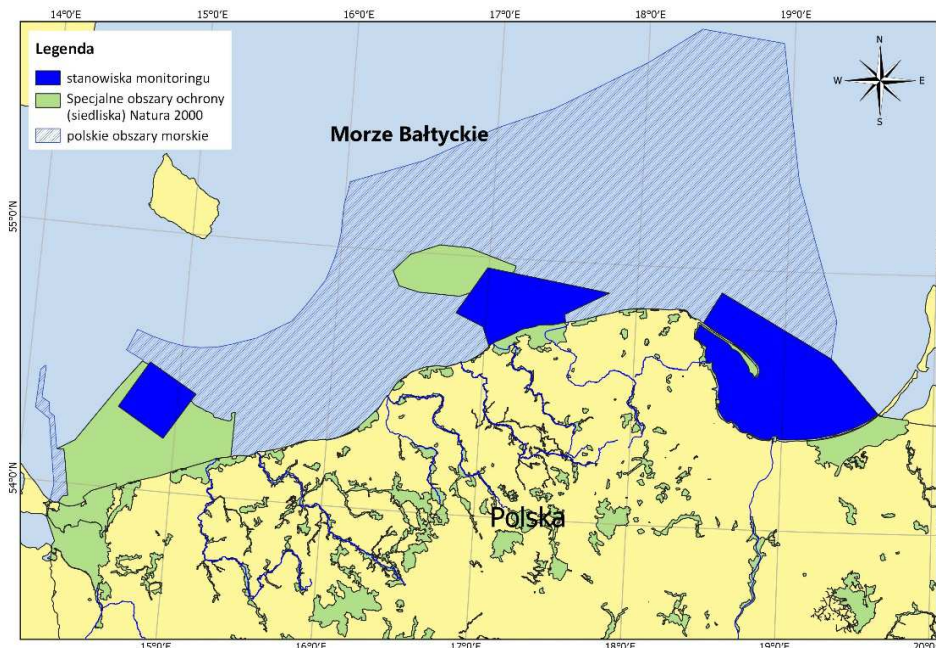 14°0'E 15°0'E 16°0'E 17°0'E 18°0'E 19°0'E
Legenda
stanowiska monitoringu
Specjalne obszary ochrony
(siedliska) Natura 2000
polskie obszary morskie
N
W E
S
Morze Bałtyckie
55°0'N
54°0'N
Polska
15°0'E 16°0'E 17°0'E 18°0'E 19°0'E 20°0'